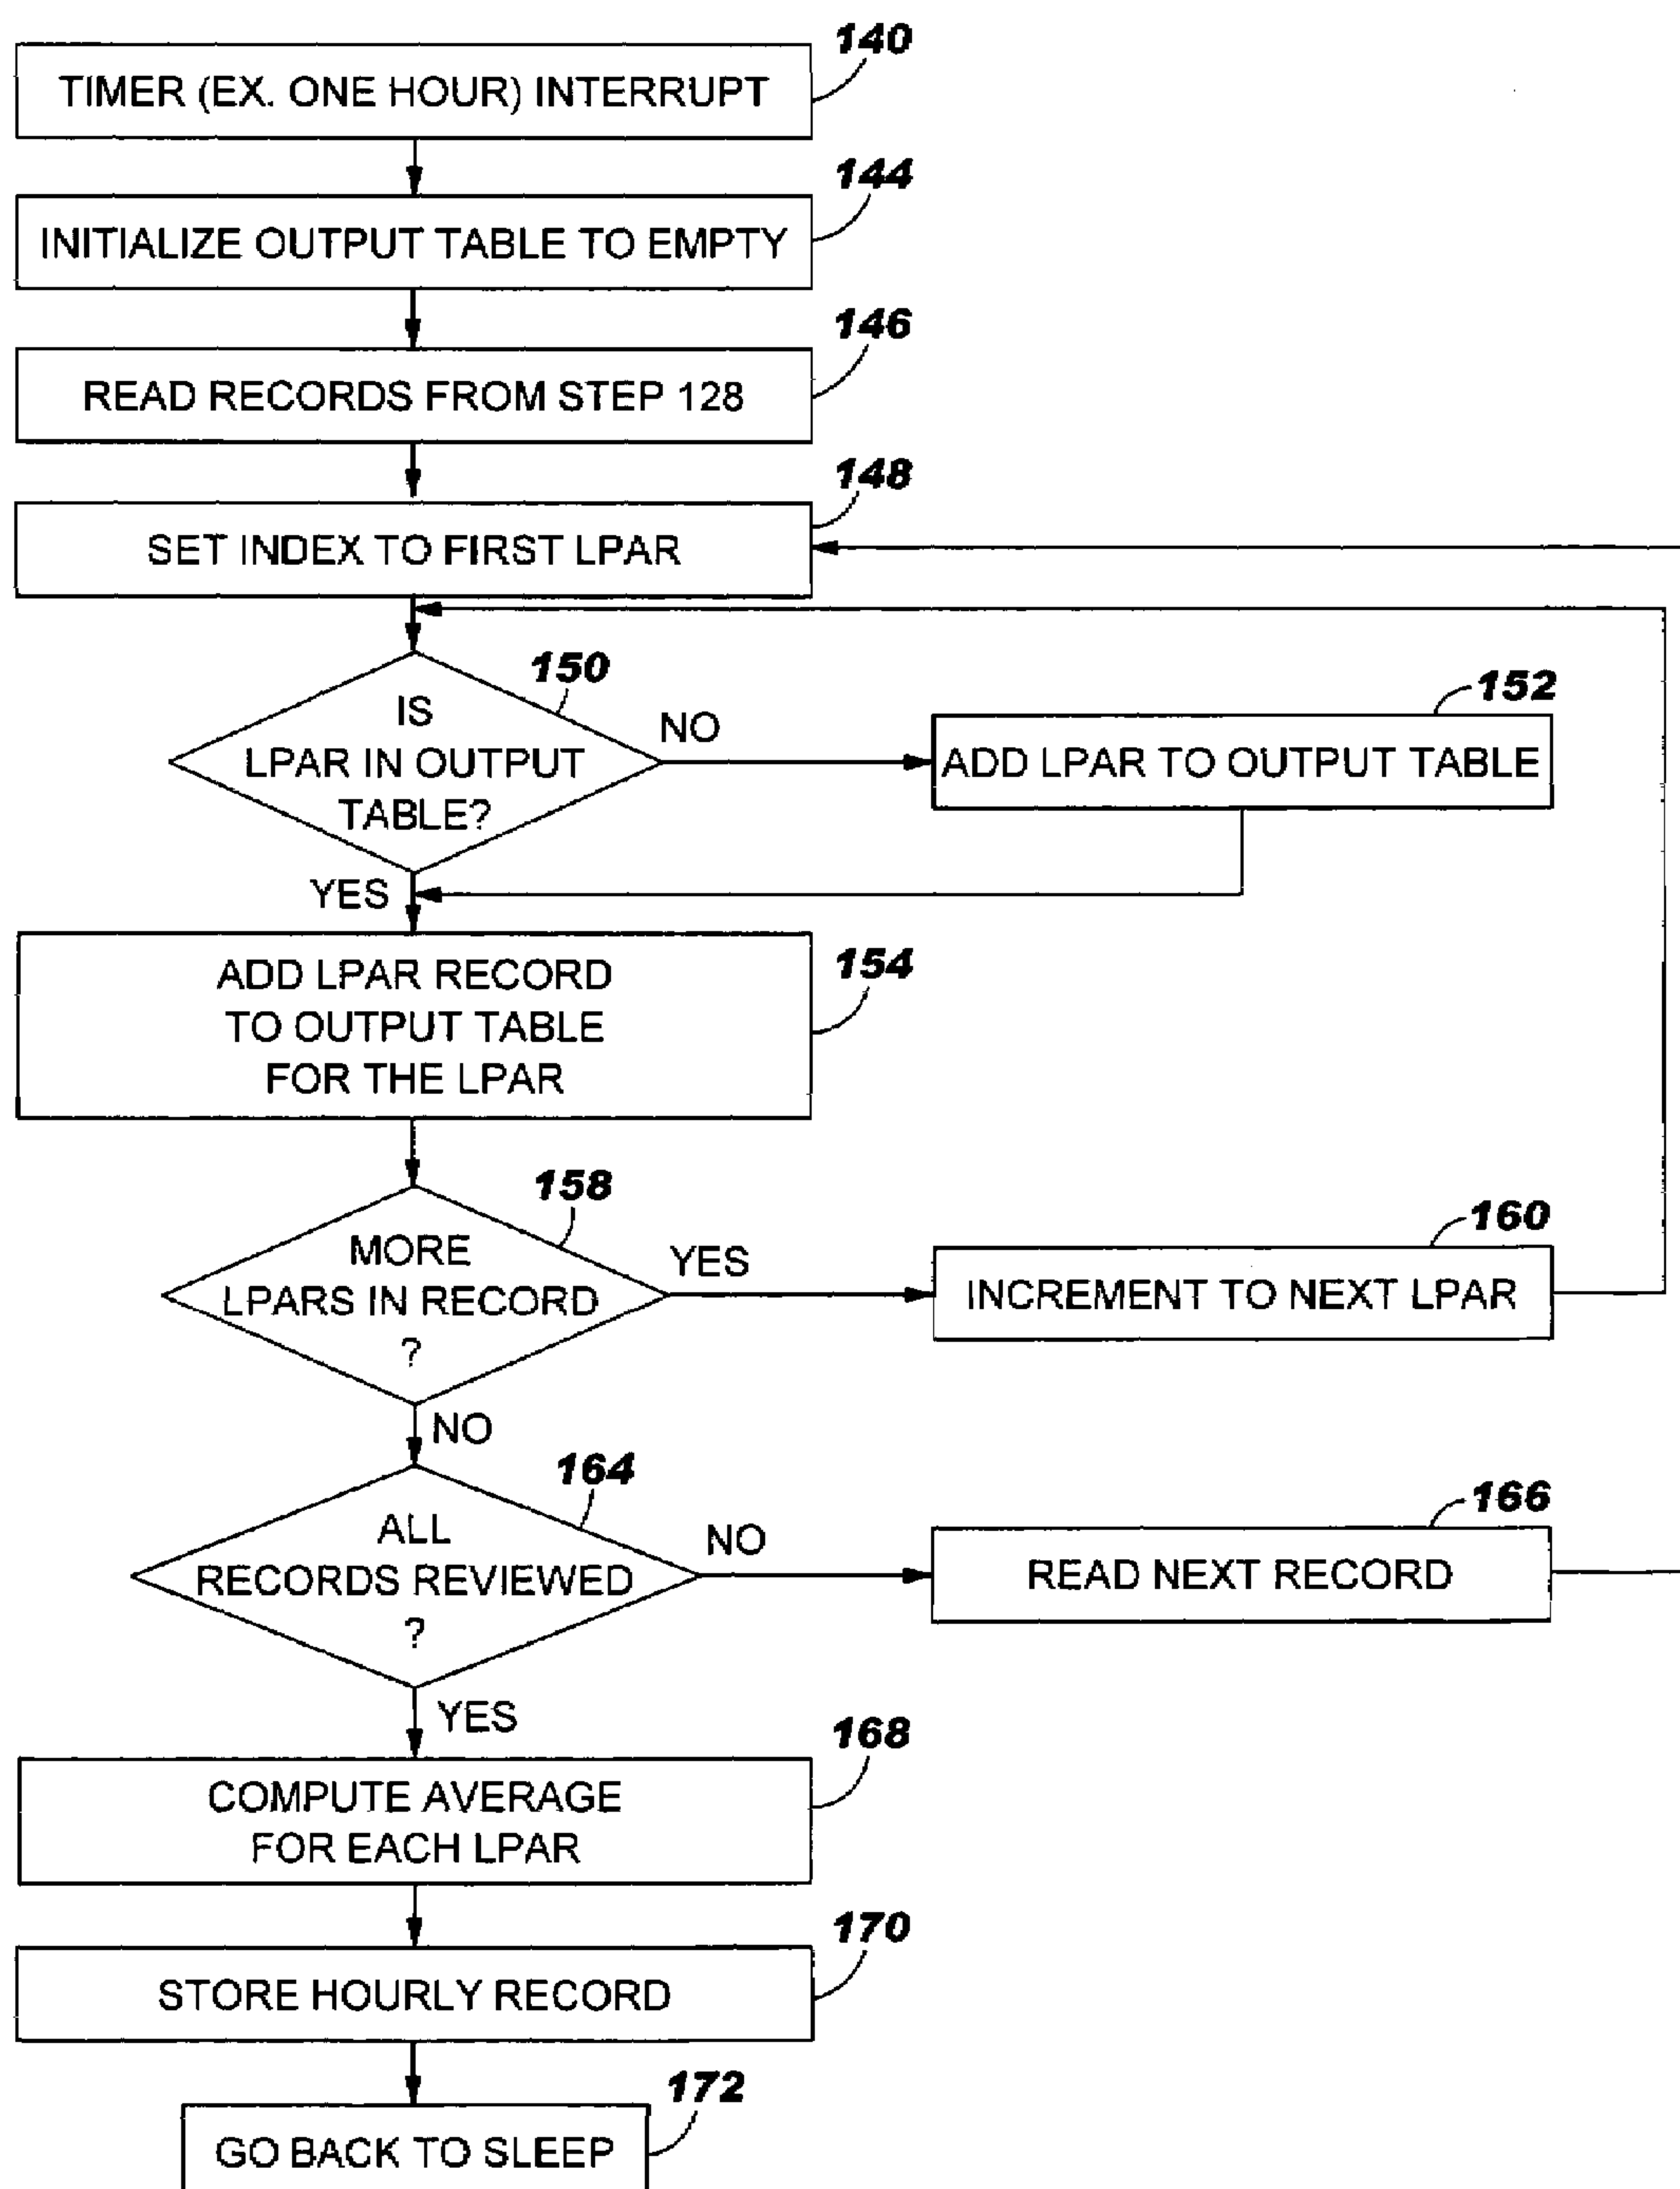 140
TIMER (EX. ONE HOUR) INTERRUPT
144
INITIALIZE OUTPUT TABLE TO EMPTY
146
READ RECORDS FROM STEP 128
148
SET INDEX TO FIRST LPAR
150
IS
LPAR IN OUTPUT
TABLE?
NO
152
ADD LPAR TO OUTPUT TABLE
YES
154
ADD LPAR RECORD
TO OUTPUT TABLE
FOR THE LPAR
158
MORE
LPARS IN RECORD
?
YES
160
INCREMENT TO NEXT LPAR
NO
164
ALL
RECORDS REVIEWED
?
NO
166
READ NEXT RECORD
YES
168
COMPUTE AVERAGE
FOR EACH LPAR
170
STORE HOURLY RECORD
172
GO BACK TO SLEEP